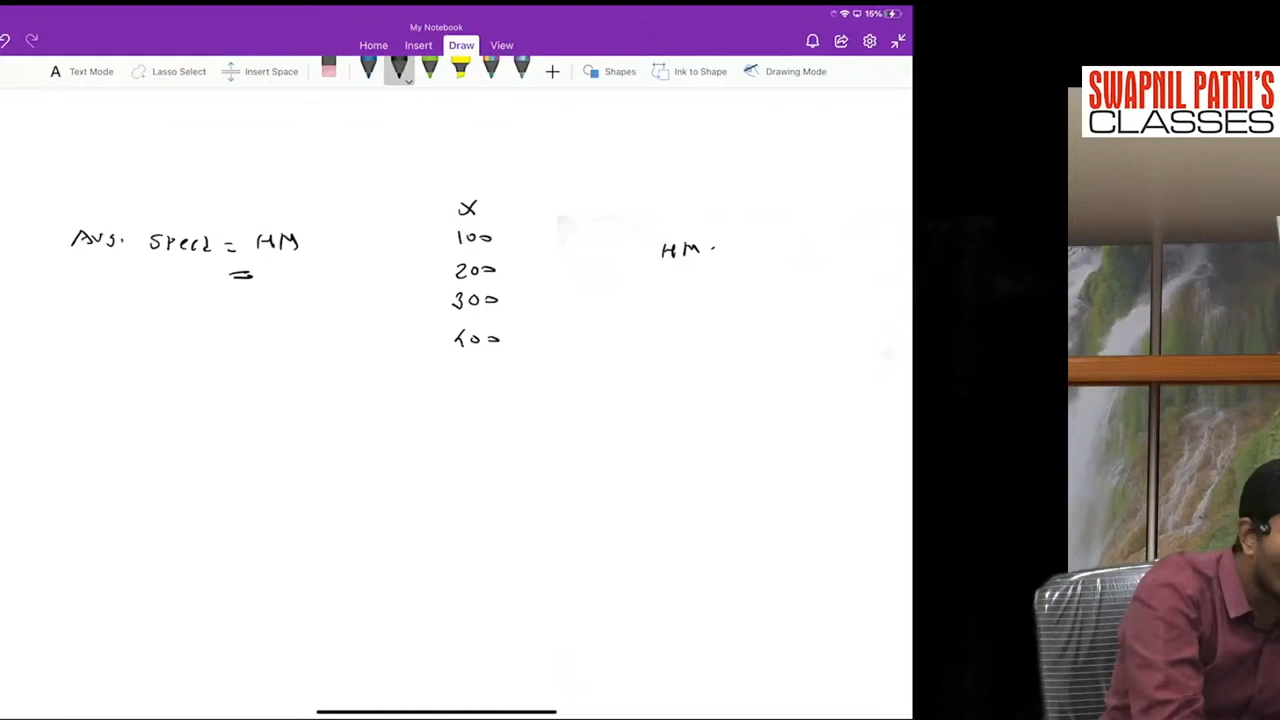 My Notebook
15%
Home Insert Draw View
Text Mode Lasso Select Insert Space Shapes Ink to Shape Drawing Mode
SWAPNIL PATNI'S
CLASSES
X
Avg. Speed = HM
100
200
300
400
HM